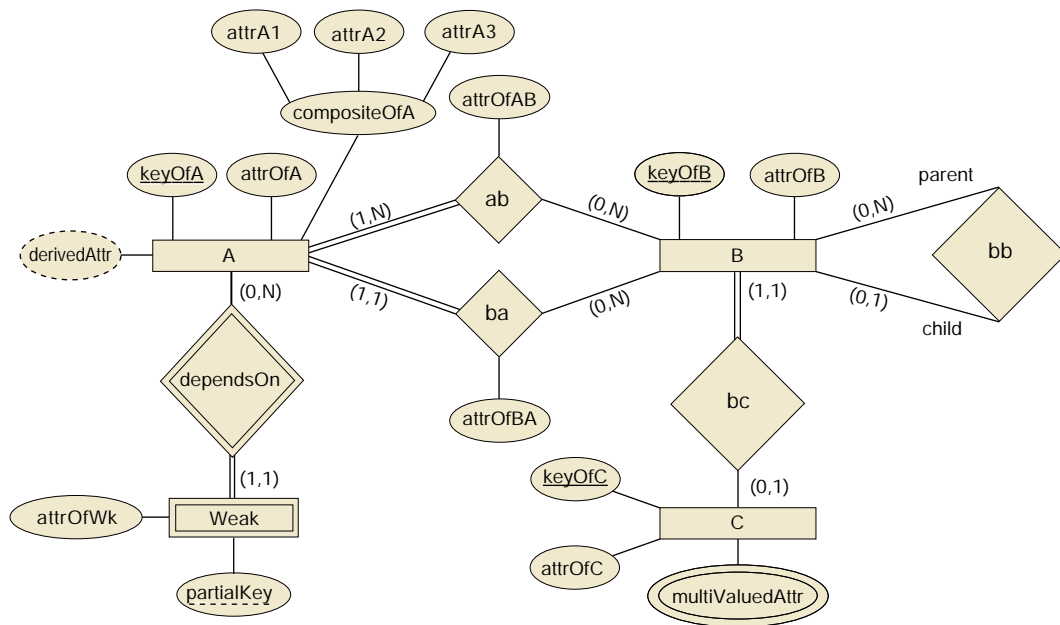 attrA1
attrA2
attrA3
compositeOfA
attrOfAB
keyOfA
attrOfA
keyOfB
attrOfB
parent
(1,N)
ab
(0,N)
(0,N)
derivedAttr
A
B
bb
(0,N)
(1,1)
ba
(0,N)
(1,1)
(0,1)
child
dependsOn
attrOfBA
bc
(1,1)
keyOfC
(0,1)
attrOfWk
Weak
C
attrOfC
partialKey
multiValuedAttr